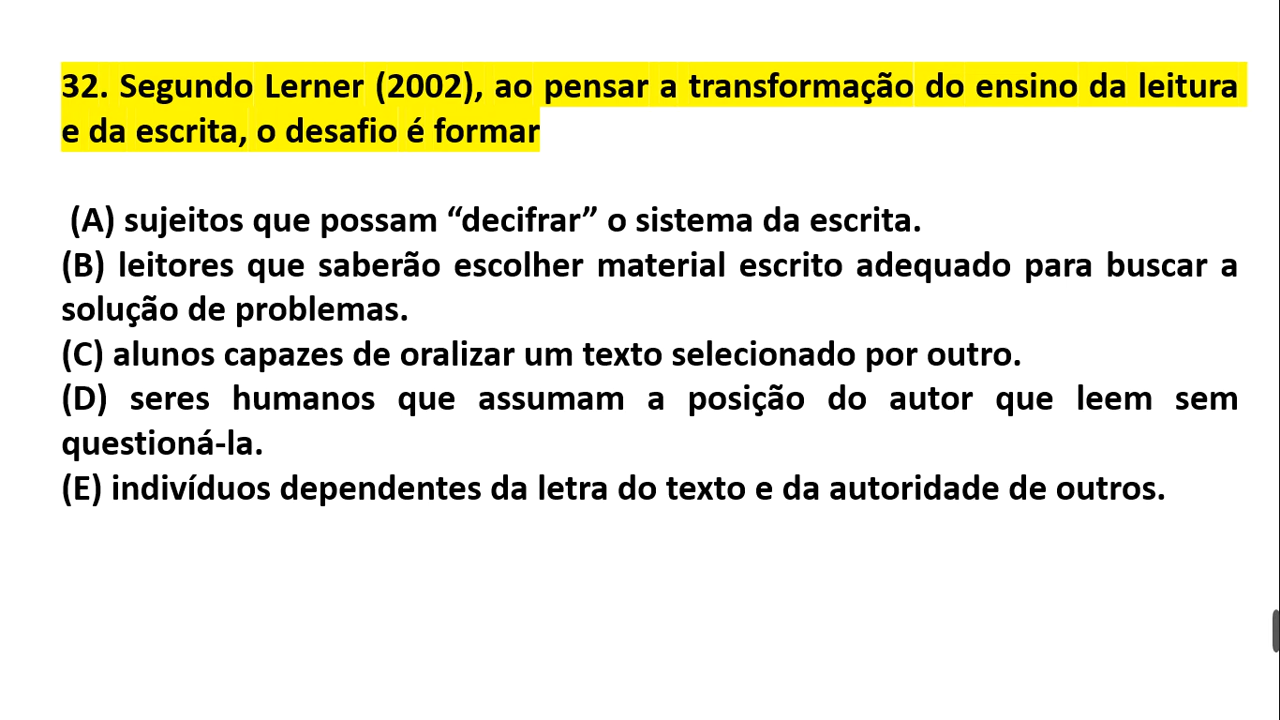 32. Segundo Lerner (2002), ao pensar a transformação do ensino da leitura
e da escrita, o desafio é formar
(A) sujeitos que possam “decifrar” o sistema da escrita.
(B) leitores que saberão escolher material escrito adequado para buscar a
solução de problemas.
(C) alunos capazes de oralizar um texto selecionado por outro.
(D) seres humanos que assumam a posição do autor que leem sem
questioná-la.
(E) indivíduos dependentes da letra do texto e da autoridade de outros.